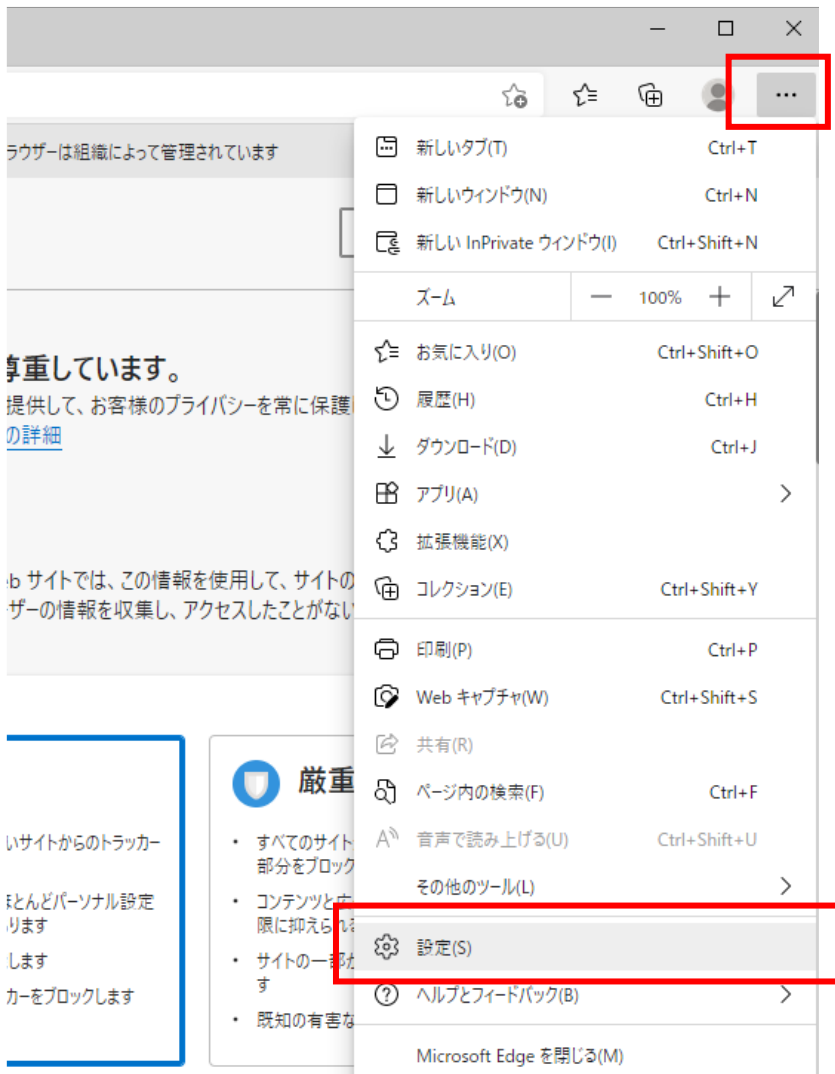 ラウザーは組織によって管理されています
新しいタブ(T) Ctrl+T
新しいウィンドウ(N) Ctrl+N
新しい InPrivate ウィンドウ(I) Ctrl+Shift+N
ズーム 100%
お気に入り(O) Ctrl+Shift+O
履歴(H) Ctrl+H
ダウンロード(D) Ctrl+J
アプリ(A)
拡張機能(X)
コレクション(E) Ctrl+Shift+Y
印刷(P) Ctrl+P
Web キャプチャ(W) Ctrl+Shift+S
共有(R)
ページ内の検索(F) Ctrl+F
音声で読み上げる(U) Ctrl+Shift+U
その他のツール(L)
設定(S)
ヘルプとフィードバック(B)
Microsoft Edge を閉じる(M)
尊重しています。
提供して、お客様のプライバシーを常に保護
の詳細
eb サイトでは、この情報を使用して、サイトの
ザーの情報を収集し、アクセスしたことがない
いサイトからのトラッカー
ほとんどパーソナル設定
ります
します
カーをブロックします
厳重
• すべてのサイト
部分をブロック
• コンテンツと
限に抑えられ
• サイトの一部が
す
• 既知の有害な